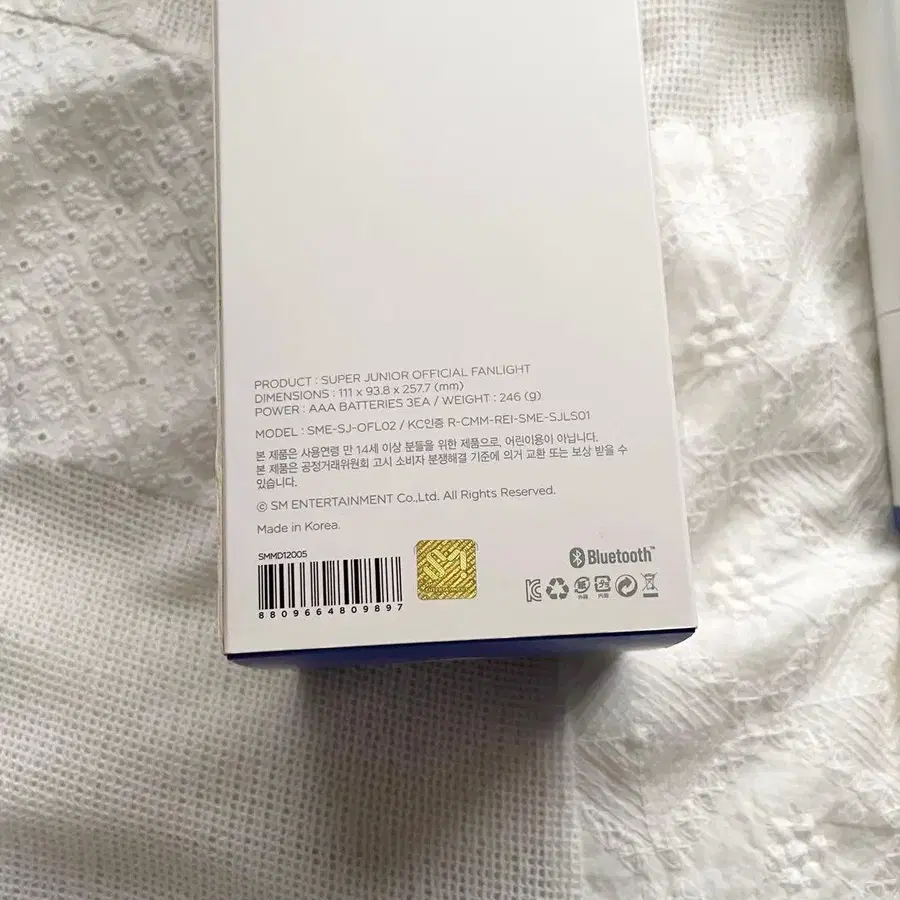 PRODUCT : SUPER JUNIOR OFFICIAL FANLIGHT
DIMENSIONS : 111 x 93.8 x 257.7 (mm)
POWER : AAA BATTERIES 3EA / WEIGHT : 246 (g)
MODEL : SME-SJ-OFL02 / KC인증 R-CMM-REI-SME-SJLS01
본 제품은 사용연령 만 14세 이상 분들을 위한 제품으로, 어린이용이 아닙니다.
본 제품은 공정거래위원회 고시 소비자 분쟁해결 기준에 의거 교환 또는 보상 받을 수
있습니다.
© SM ENTERTAINMENT Co.,Ltd. All Rights Reserved.
Made in Korea.
SMMD12005
8809664809897
SM
Bluetooth™